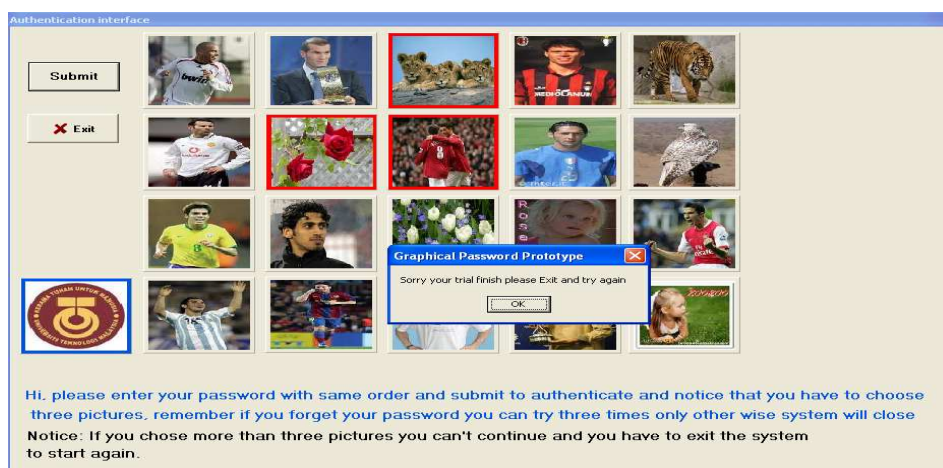 Authentication interface
Submit
Exit
bwin
MEDIOLANUM
Rose
Graphical Password Prototype
Sorry your trial finish please Exit and try again
OK
Hi, please enter your password with same order and submit to authenticate and notice that you have to choose
three pictures, remember if you forget your password you can try three times only other wise system will close
Notice: If you chose more than three pictures you can't continue and you have to exit the system
to start again.